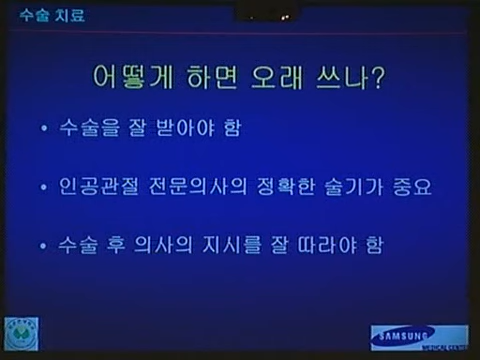 수술 치료
어떻게 하면 오래 쓰나?
• 수술을 잘 받아야 함
• 인공관절 전문의사의 정확한 술기가 중요
• 수술 후 의사의 지시를 잘 따라야 함
SAMSUNG
MEDICAL CENTER